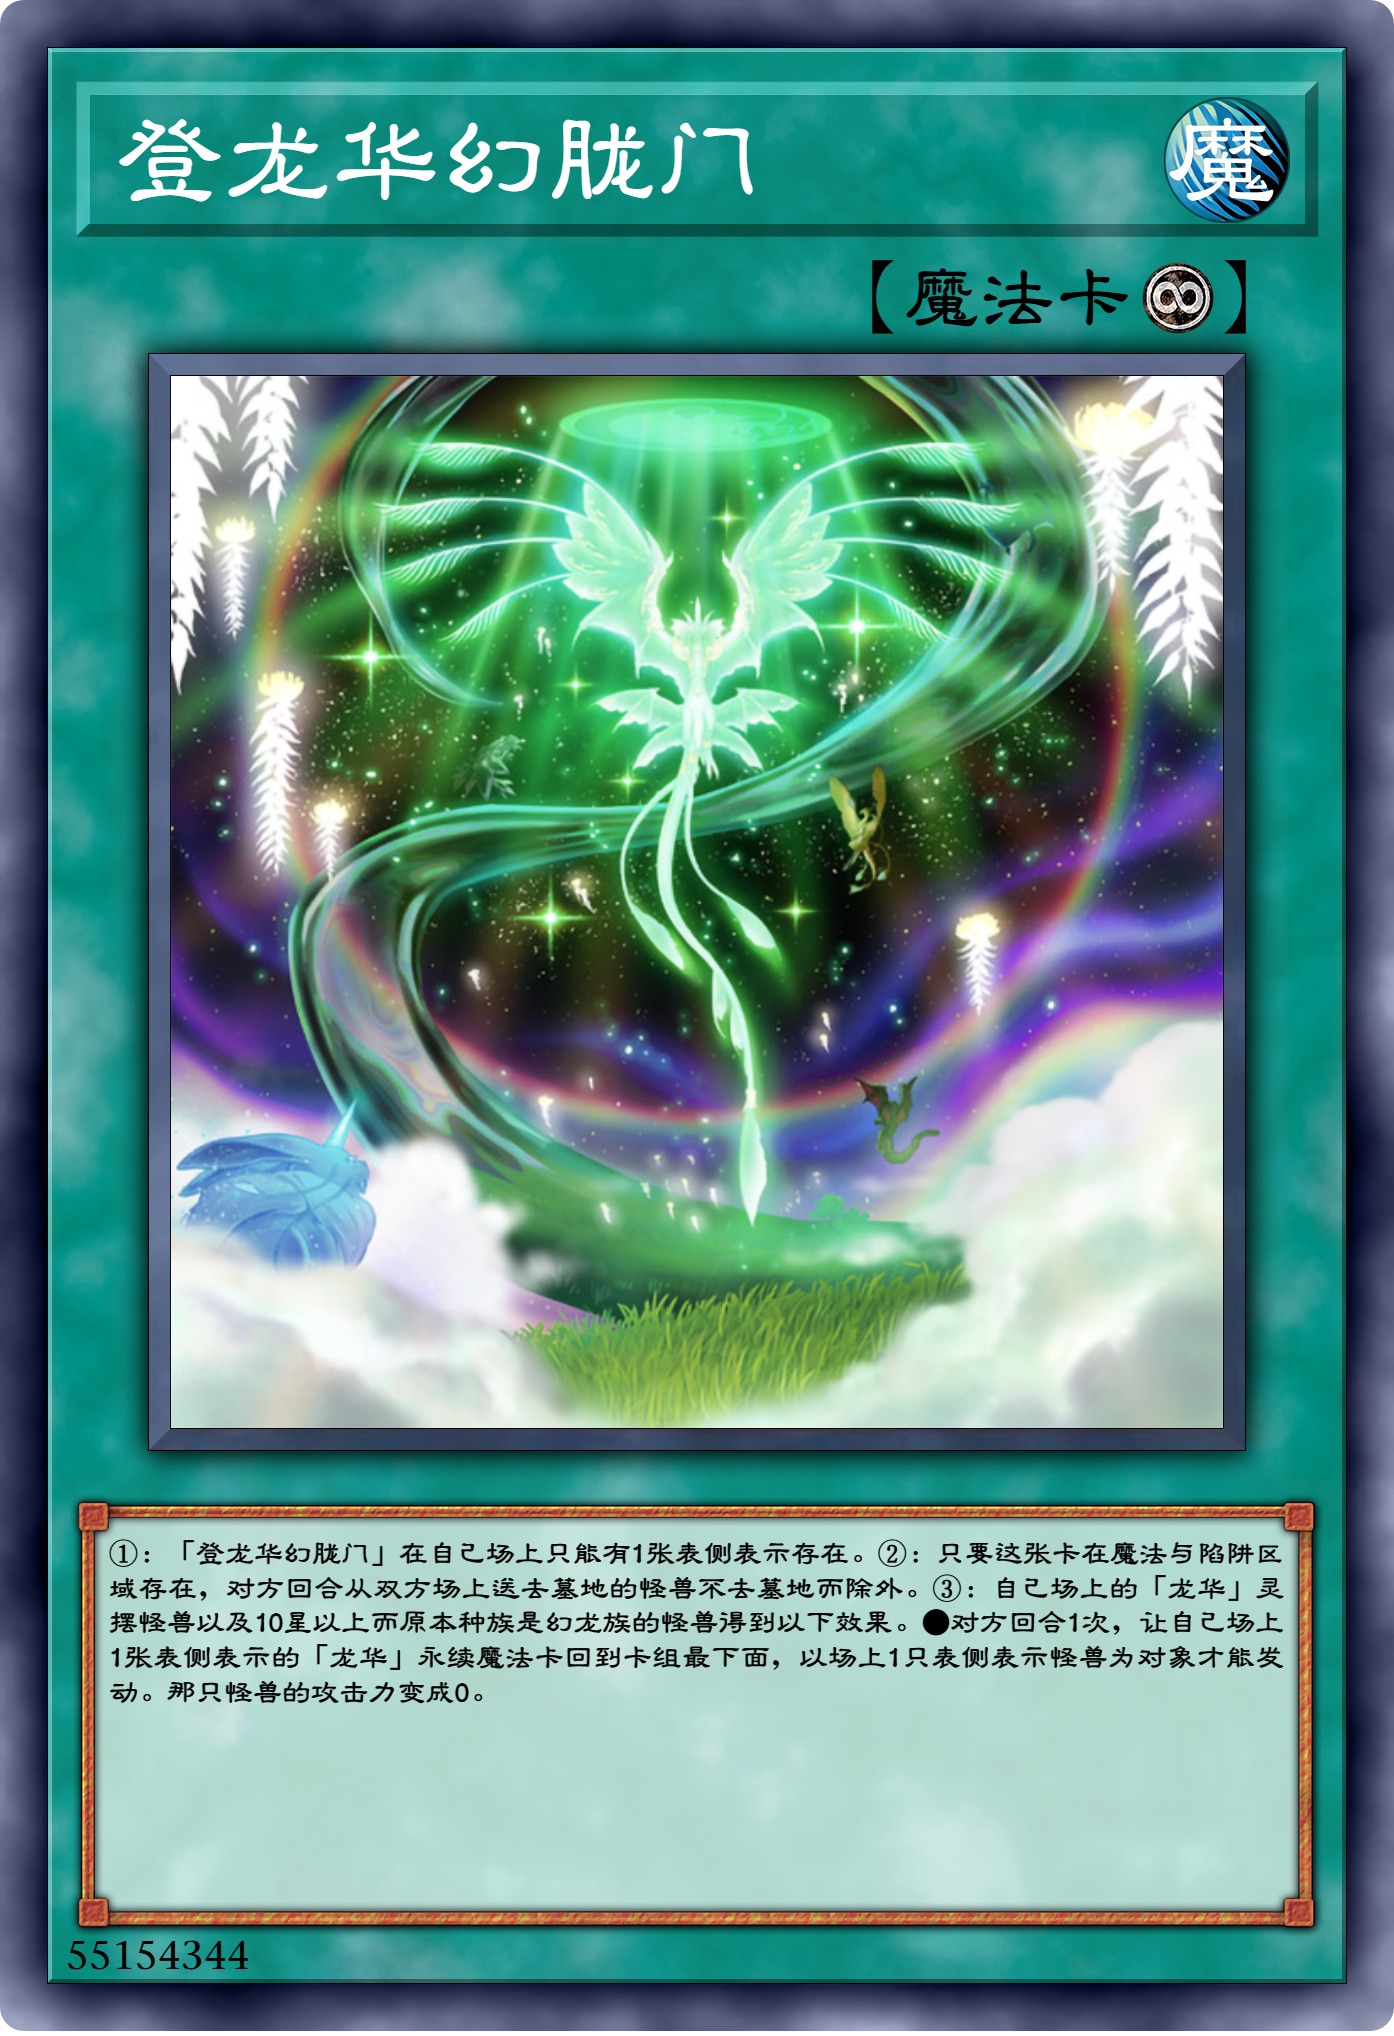 登龙华幻胧门
魔
【魔法卡】
①：「登龙华幻胧门」在自己场上只能有1张表侧表示存在。②：只要这张卡在魔法与陷阱区
域存在，对方回合从双方场上送去墓地的怪兽不去墓地而除外。③：自己场上的「龙华」灵
摆怪兽以及10星以上而原本种族是幻龙族的怪兽得到以下效果。●对方回合1次，让自己场上
1张表侧表示的「龙华」永续魔法卡回到卡组最下面，以场上1只表侧表示怪兽为对象才能发
动。那只怪兽的攻击力变成0。
55154344